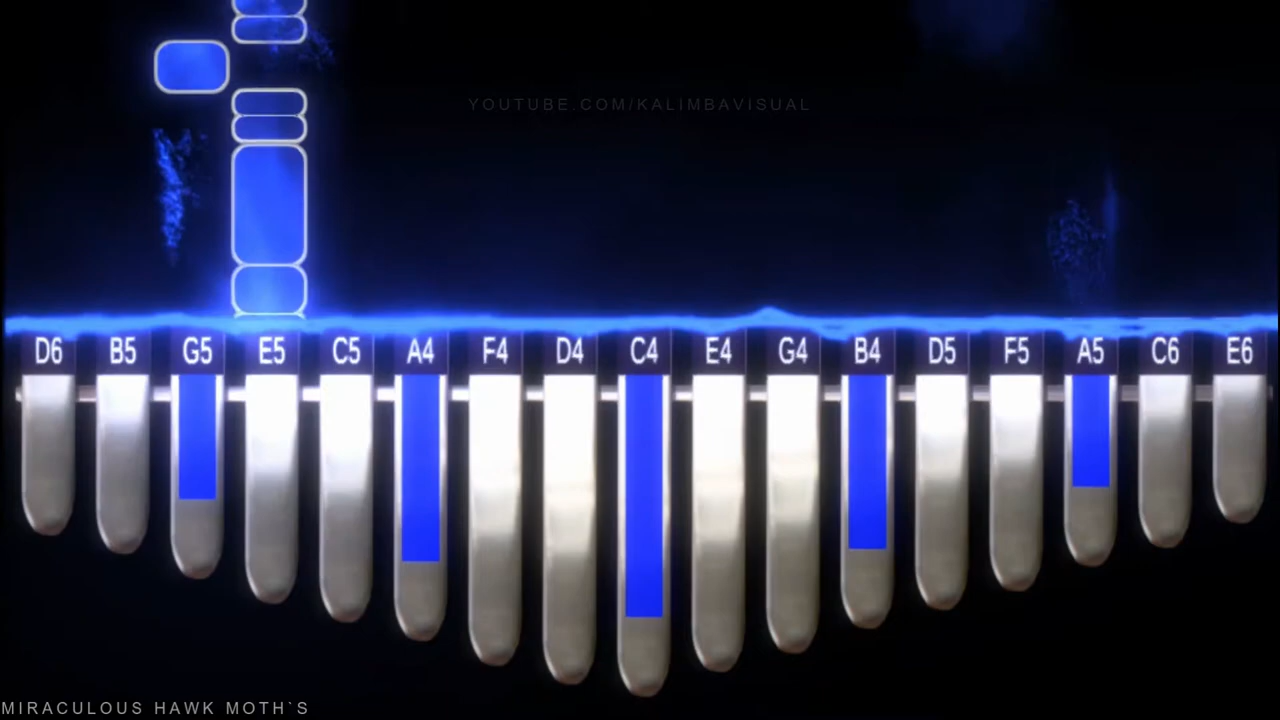 YOUTUBE.COM/KALIMBAVISUAL
D6 B5 G5 E5 C5 A4 F4 D4 C4 E4 G4 B4 D5 F5 A5 C6 E6
MIRACULOUS HAWK MOTH`S